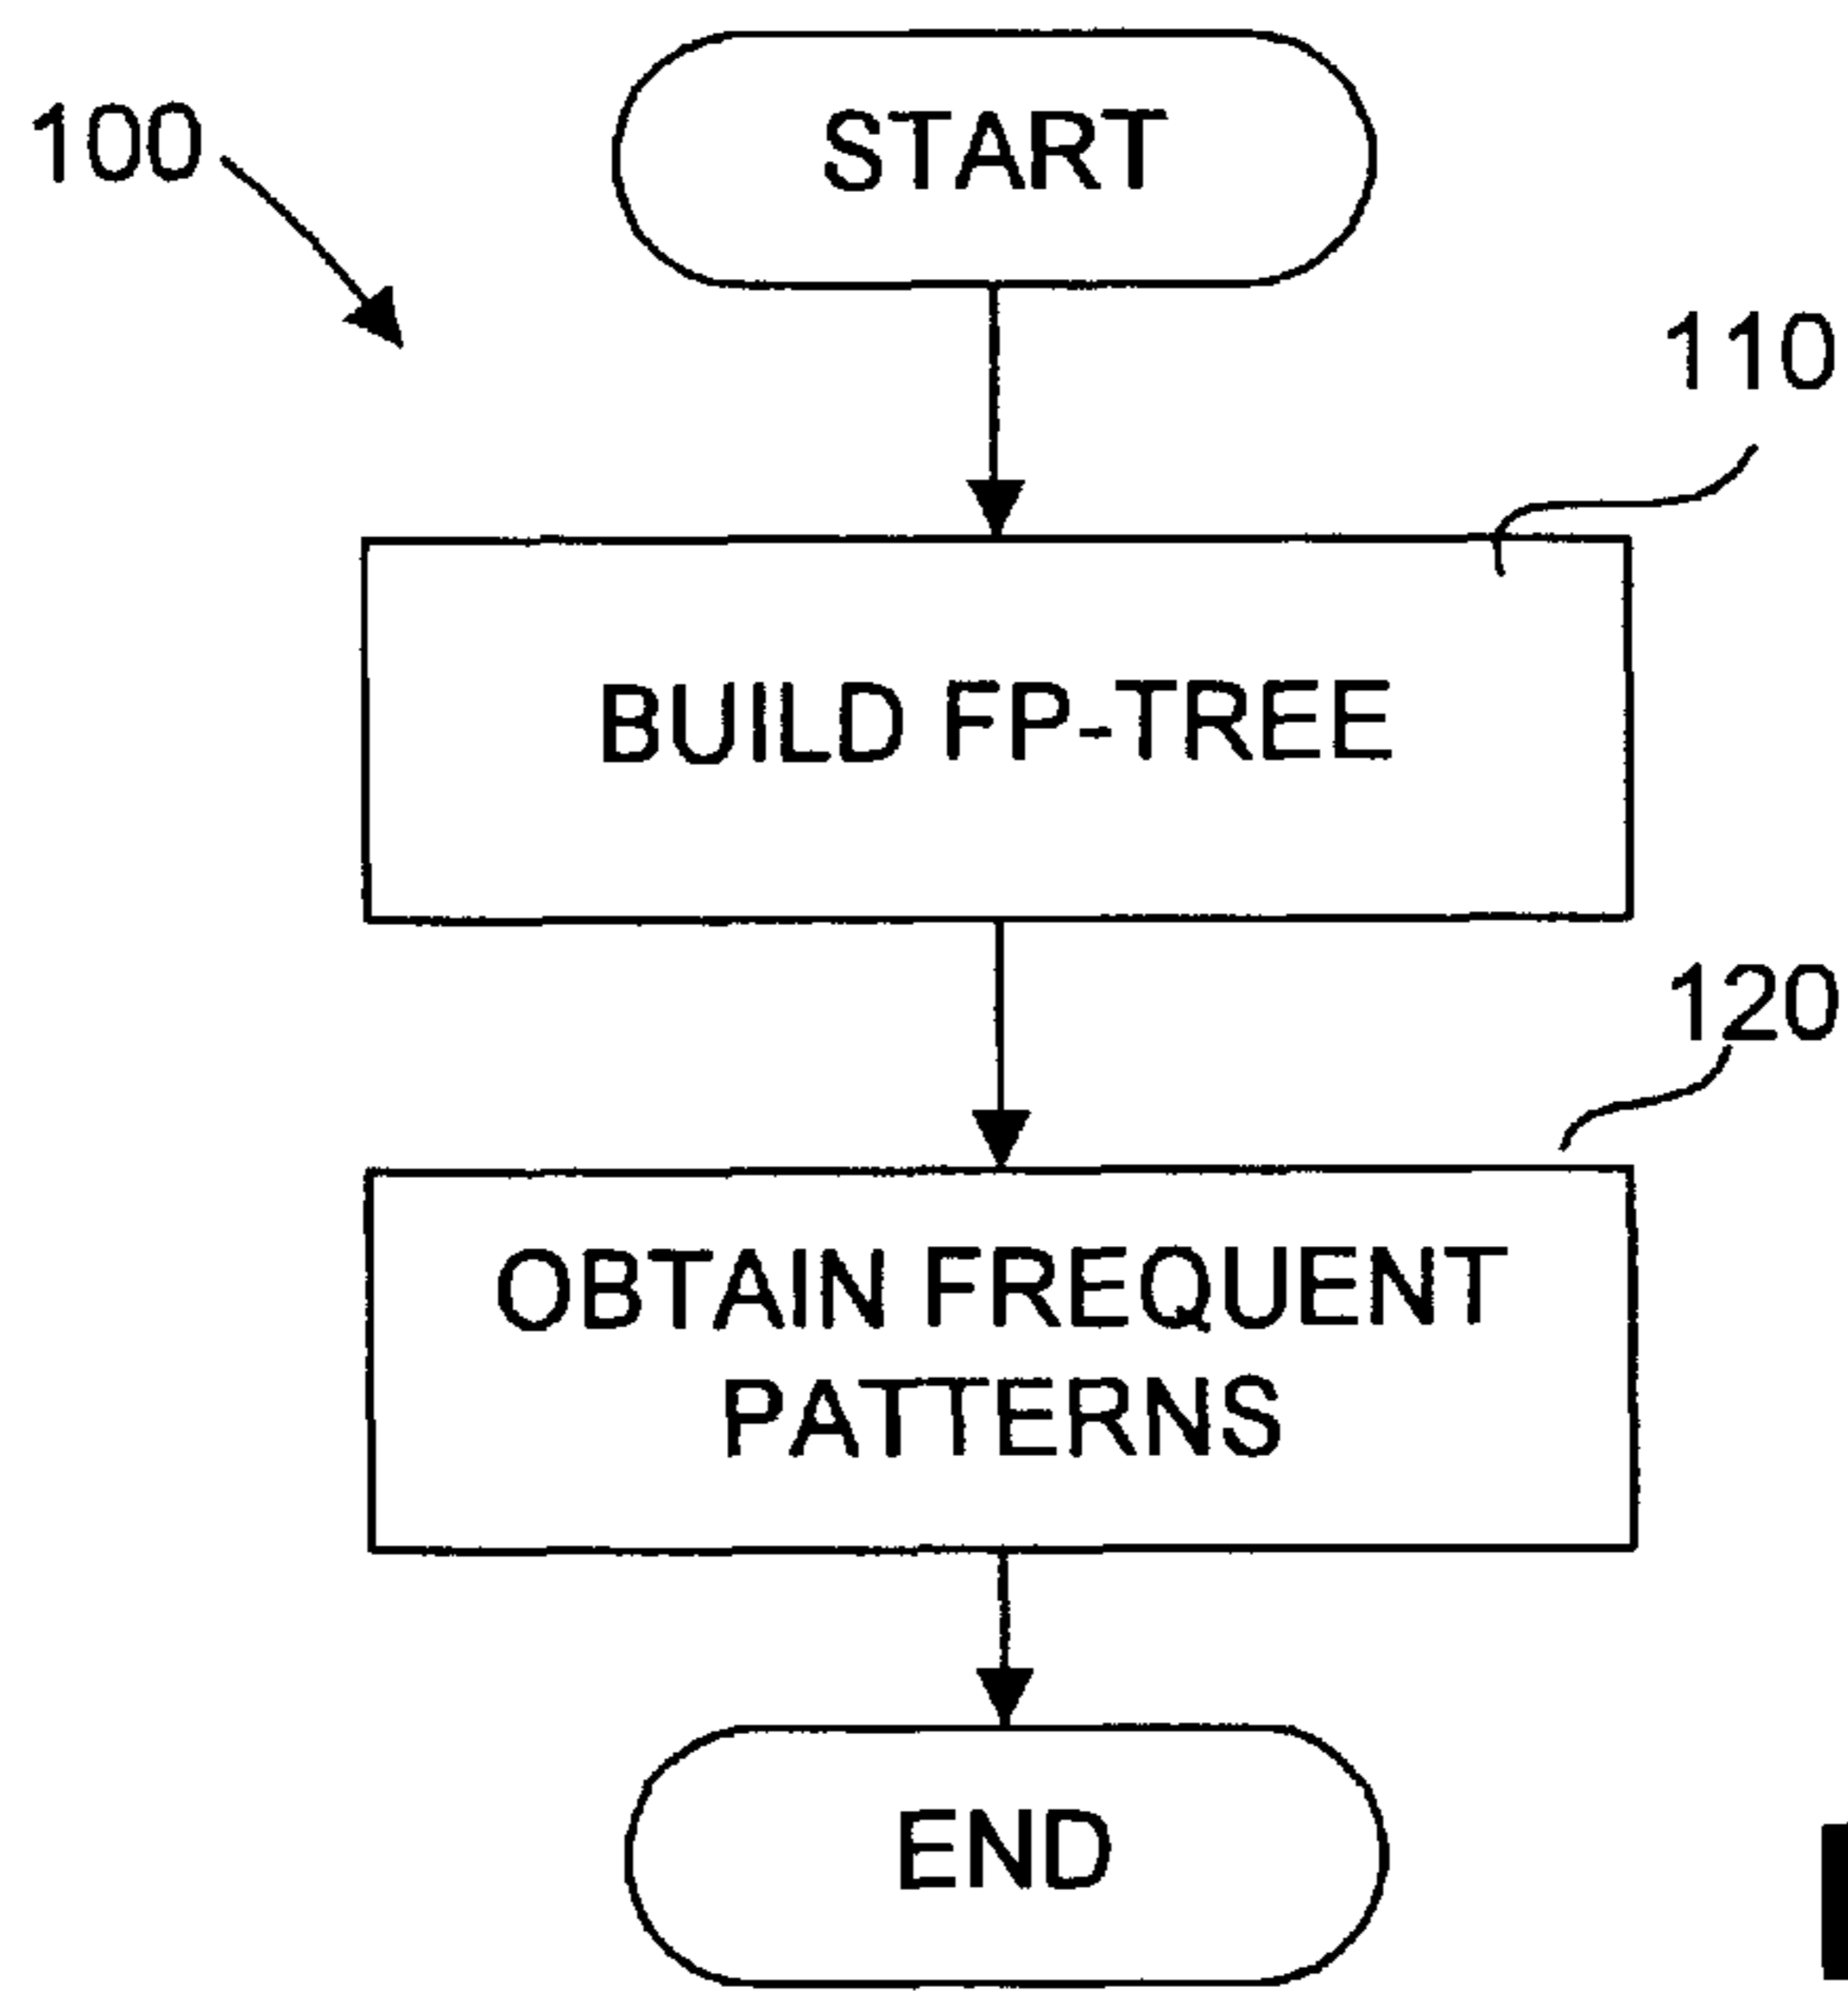 100
START
110
BUILD FP-TREE
120
OBTAIN FREQUENT
PATTERNS
END